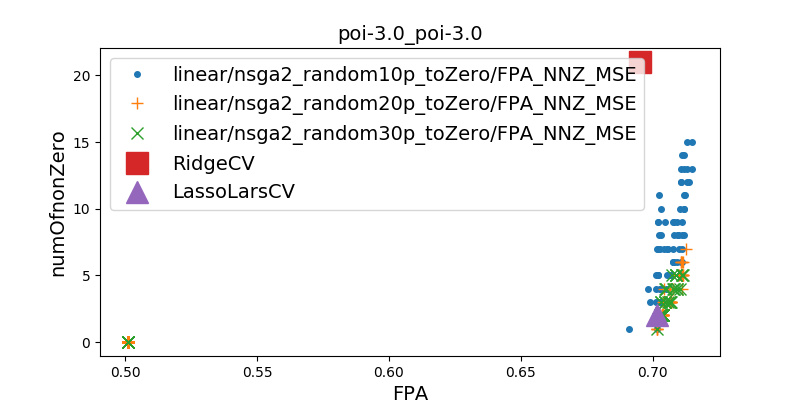 poi-3.0_poi-3.0
numOfnonZero
20
15
10
5
0
linear/nsga2_random10p_toZero/FPA_NNZ_MSE
linear/nsga2_random20p_toZero/FPA_NNZ_MSE
linear/nsga2_random30p_toZero/FPA_NNZ_MSE
RidgeCV
LassoLarsCV
0.50 0.55 0.60 0.65 0.70
FPA